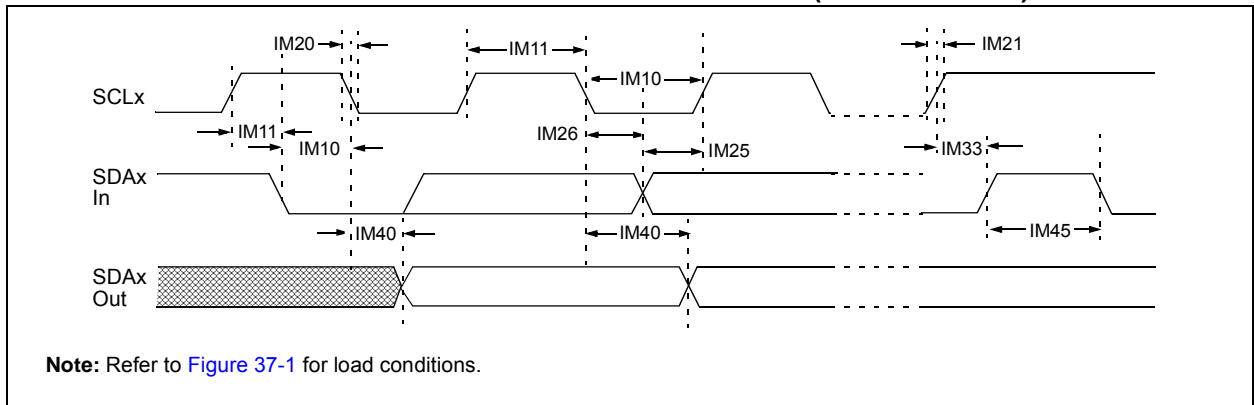 IM20
IM11
IM21
IM10
SCLx
IM11
IM26
IM10
IM25
IM33
SDAx
In
IM40
IM40
IM45
SDAx
Out
Note: Refer to Figure 37-1 for load conditions.